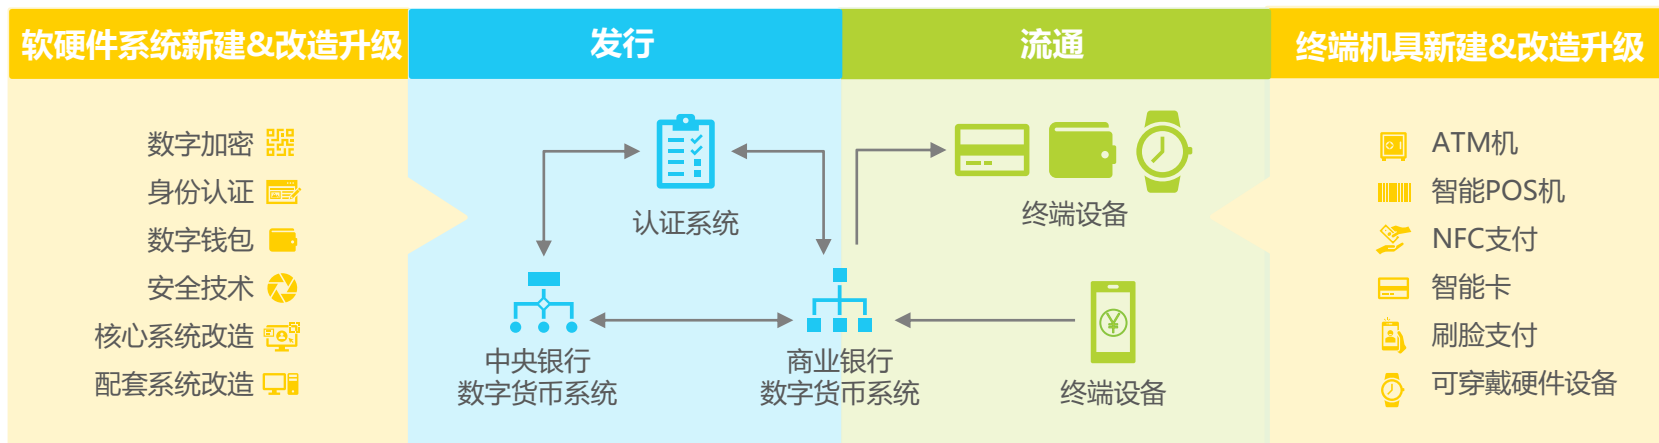 软硬件系统新建&改造升级
数字加密
身份认证
数字钱包
安全技术
核心系统改造
配套系统改造
发行
认证系统
中央银行
数字货币系统
商业银行
数字货币系统
流通
终端设备
¥
终端设备
终端机具新建&改造升级
ATM机
智能POS机
NFC支付
智能卡
刷脸支付
可穿戴硬件设备